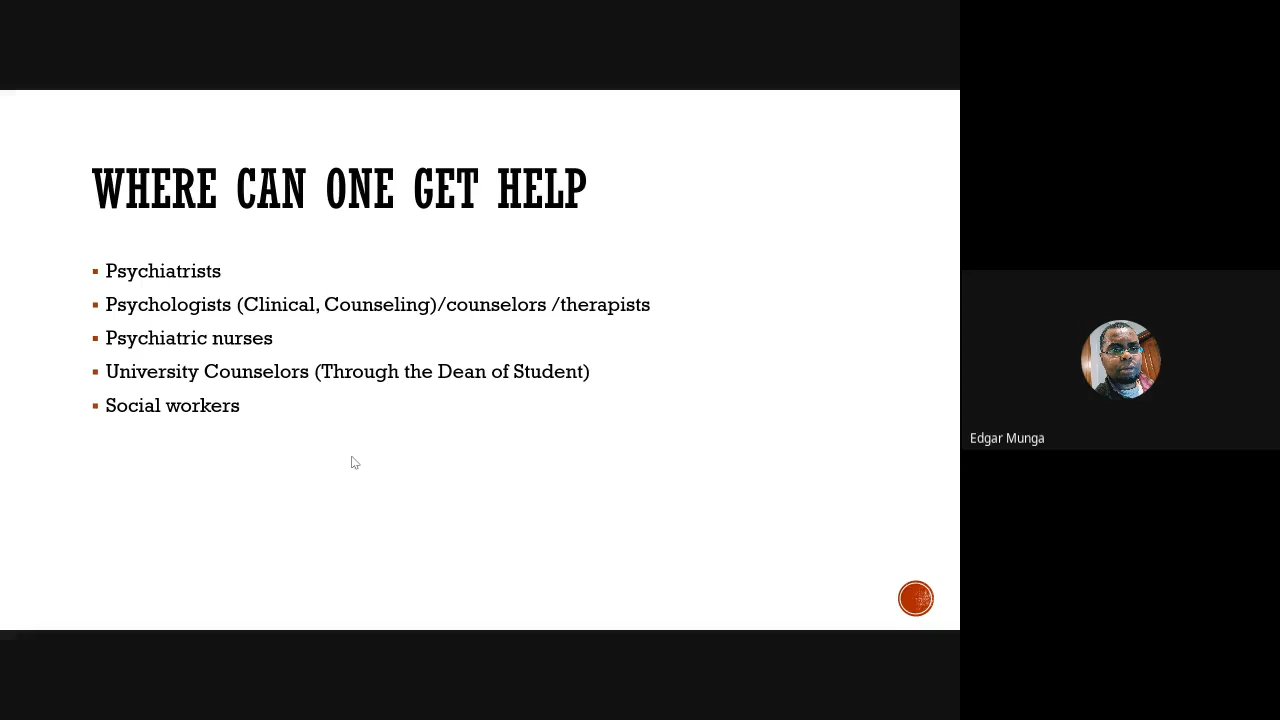 WHERE CAN ONE GET HELP
▪ Psychiatrists
▪ Psychologists (Clinical, Counseling)/counselors /therapists
▪ Psychiatric nurses
▪ University Counselors (Through the Dean of Student)
▪ Social workers
Edgar Munga